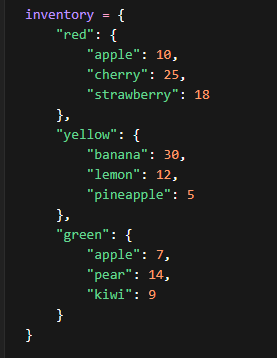 inventory = {
    "red": {
        "apple": 10,
        "cherry": 25,
        "strawberry": 18
    },
    "yellow": {
        "banana": 30,
        "lemon": 12,
        "pineapple": 5
    },
    "green": {
        "apple": 7,
        "pear": 14,
        "kiwi": 9
    }
}